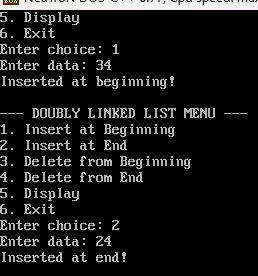 5. Display
6. Exit
Enter choice: 1
Enter data: 34
Inserted at beginning!
--- DOUBLY LINKED LIST MENU ---
1. Insert at Beginning
2. Insert at End
3. Delete from Beginning
4. Delete from End
5. Display
6. Exit
Enter choice: 2
Enter data: 24
Inserted at end!